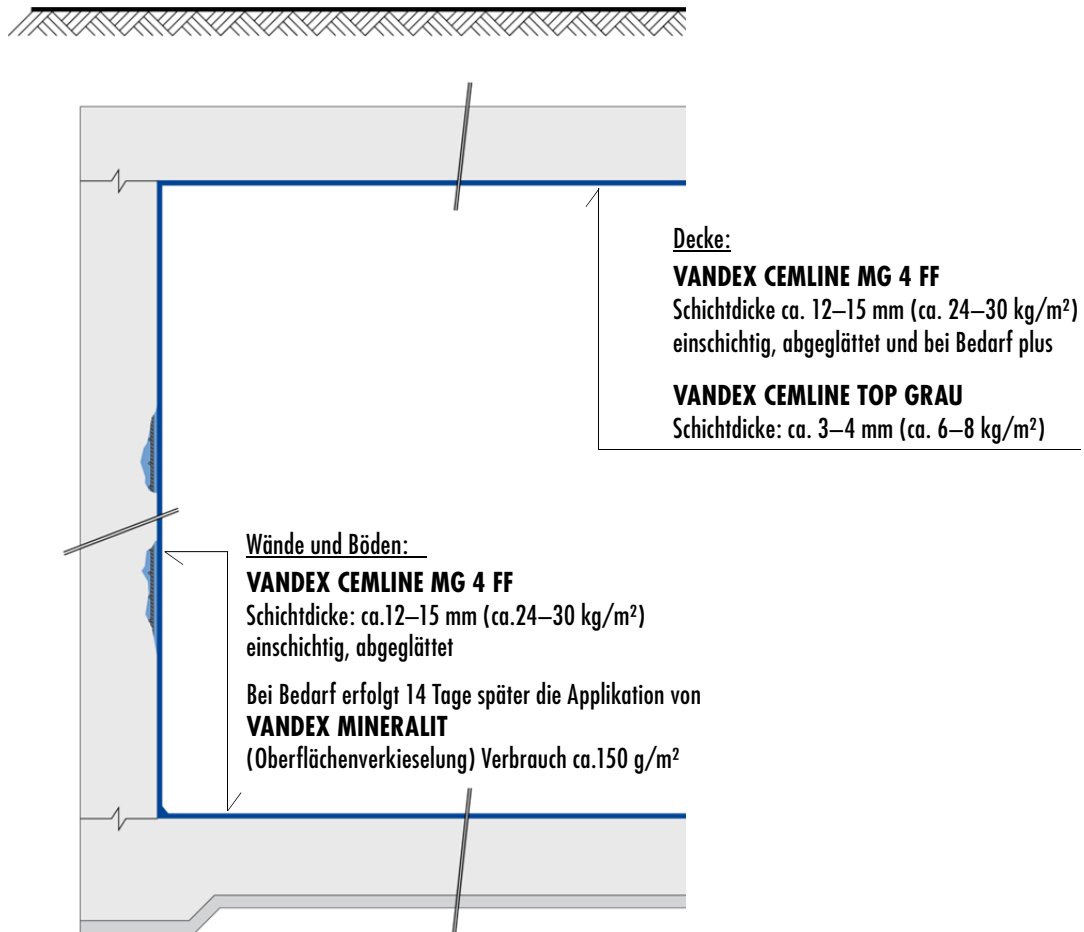 Decke:
VANDEX CEMLINE MG 4 FF
Schichtdicke ca. 12–15 mm (ca. 24–30 kg/m²)
einschichtig, abgeglättet und bei Bedarf plus
VANDEX CEMLINE TOP GRAU
Schichtdicke: ca. 3–4 mm (ca. 6–8 kg/m²)
Wände und Böden:
VANDEX CEMLINE MG 4 FF
Schichtdicke: ca.12–15 mm (ca.24–30 kg/m²)
einschichtig, abgeglättet
Bei Bedarf erfolgt 14 Tage später die Applikation von
VANDEX MINERALIT
(Oberflächenverkieselung) Verbrauch ca.150 g/m²